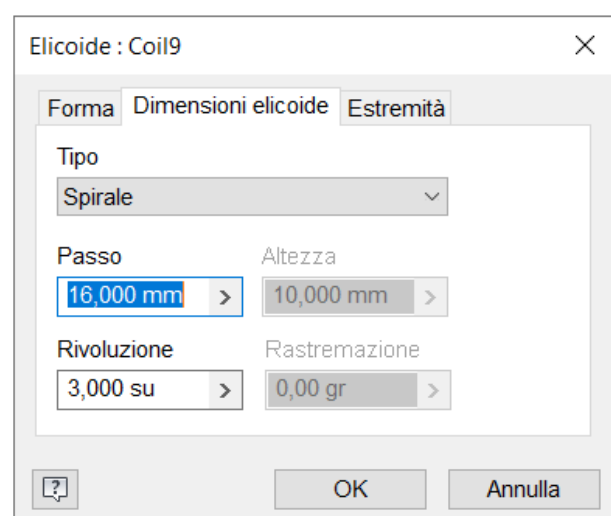 Elicoide : Coil9
Forma Dimensioni elicoide Estremità
Tipo
Spirale
Passo Altezza
16,000 mm 10,000 mm
Rivoluzione Rastremazione
3,000 su 0,00 gr
? OK Annulla